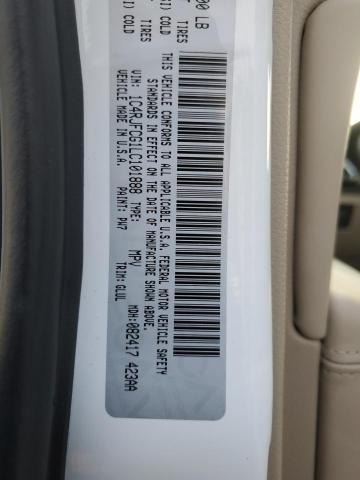 00 LB
TIRES
SI) COLD
TIRES
I) COLD
THIS VEHICLE CONFORMS TO ALL APPLICABLE U.S.A. FEDERAL MOTOR VEHICLE SAFETY
STANDARDS IN EFFECT ON THE DATE OF MANUFACTURE SHOWN ABOVE.
VIN: 1C4RJFCG1LC101888 TYPE: MPV MDH:082417 423AA
VEHICLE MADE IN U.S.A. PAINT: PW7 TRIM:GLUL